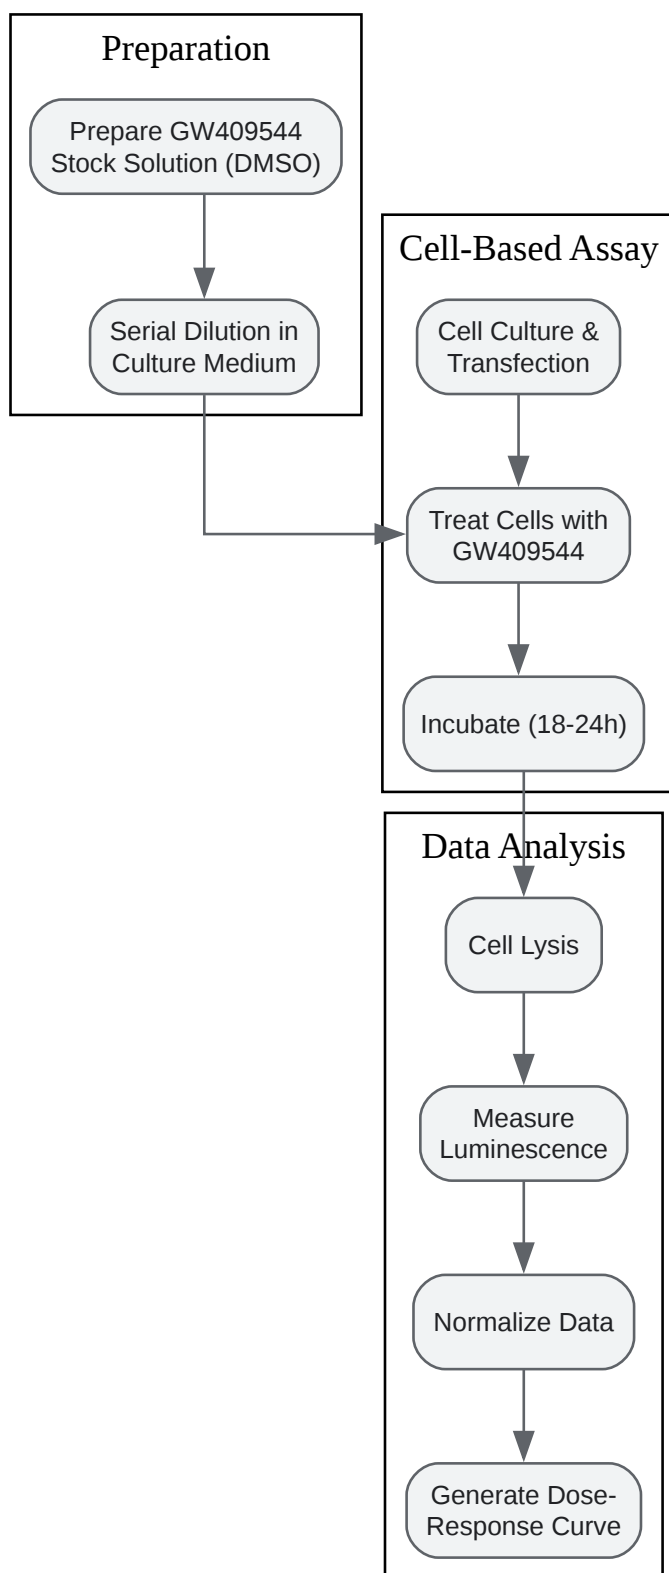 Preparation
Prepare GW409544
Stock Solution (DMSO)
Serial Dilution in
Culture Medium
Cell-Based Assay
Cell Culture &
Transfection
Treat Cells with
GW409544
Incubate (18-24h)
Data Analysis
Cell Lysis
Measure
Luminescence
Normalize Data
Generate Dose-
Response Curve